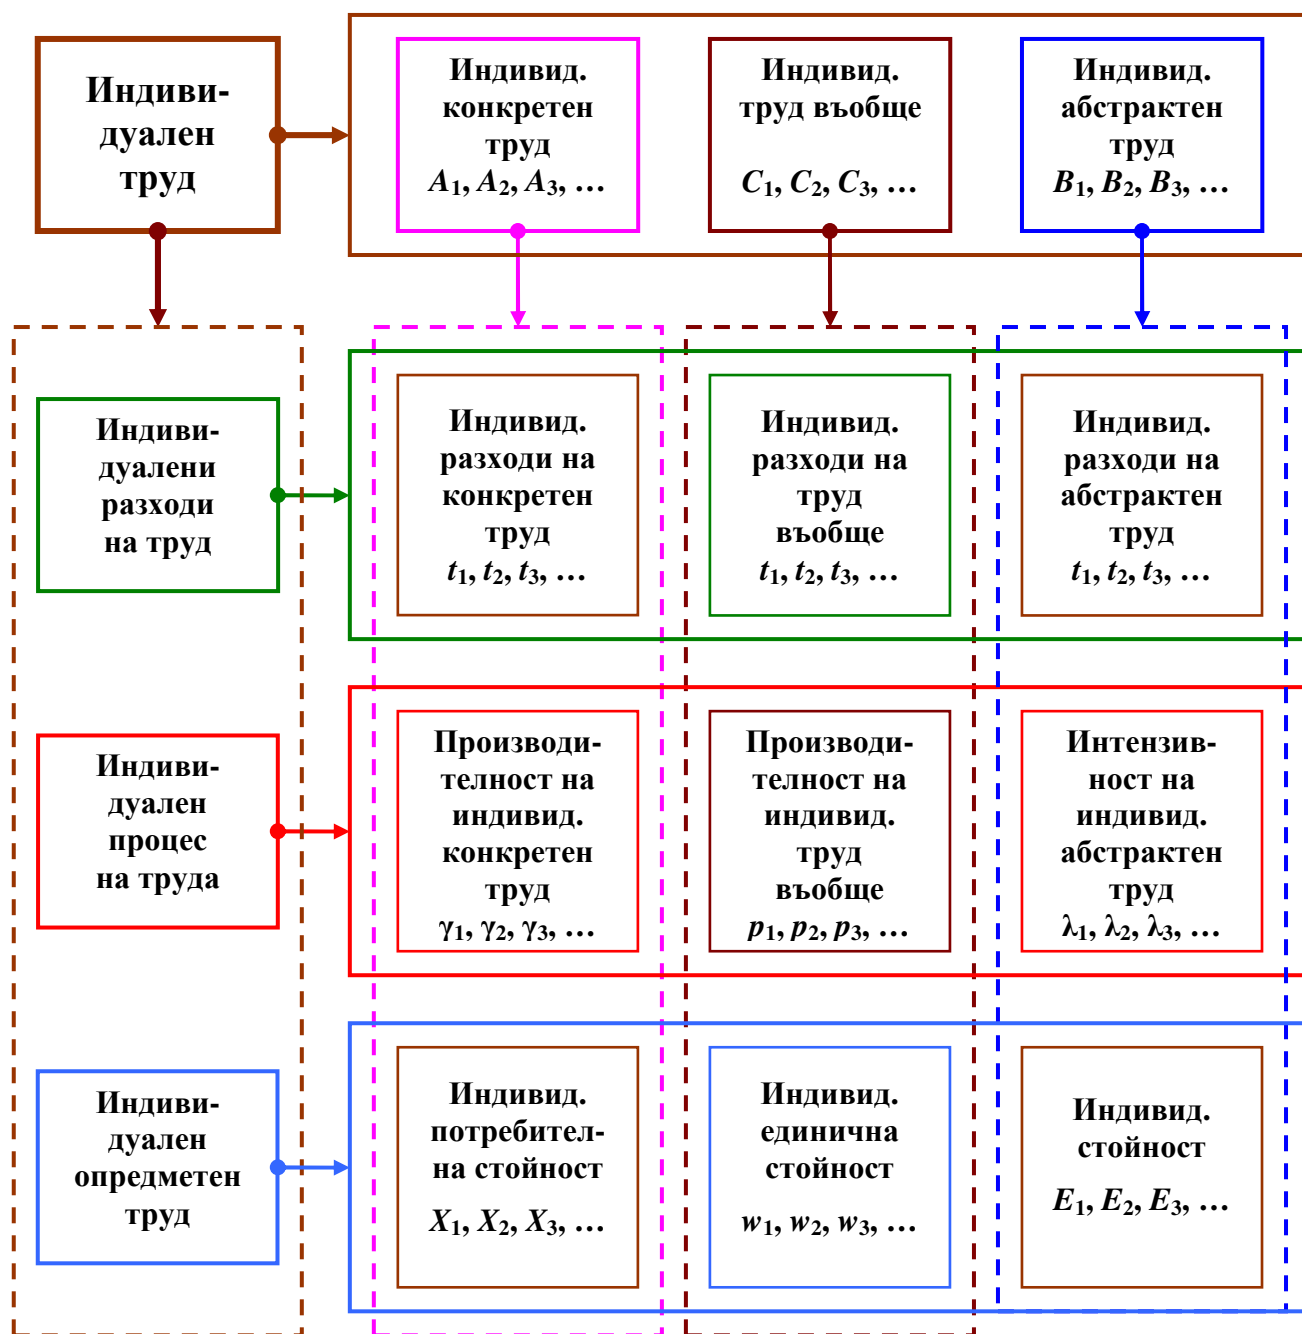 Индиви-
дуален
труд
Индивид.
конкретен
труд
A1, A2, A3, …
Индивид.
труд въобще
C1, C2, C3, …
Индивид.
абстрактен
труд
B1, B2, B3, …
Индиви-
дуалени
разходи
на труд
Индивид.
разходи на
конкретен
труд
t1, t2, t3, …
Индивид.
разходи на
труд
въобще
t1, t2, t3, …
Индивид.
разходи на
абстрактен
труд
t1, t2, t3, …
Индиви-
дуален
процес
на труда
Производи-
телност на
индивид.
конкретен
труд
γ1, γ2, γ3, …
Производи-
телност на
индивид.
труд
въобще
p1, p2, p3, …
Интензив-
ност на
индивид.
абстрактен
труд
λ1, λ2, λ3, …
Индиви-
дуален
опредметен
труд
Индивид.
потребител-
на стойност
X1, X2, X3, …
Индивид.
единична
стойност
w1, w2, w3, …
Индивид.
стойност
E1, E2, E3, …